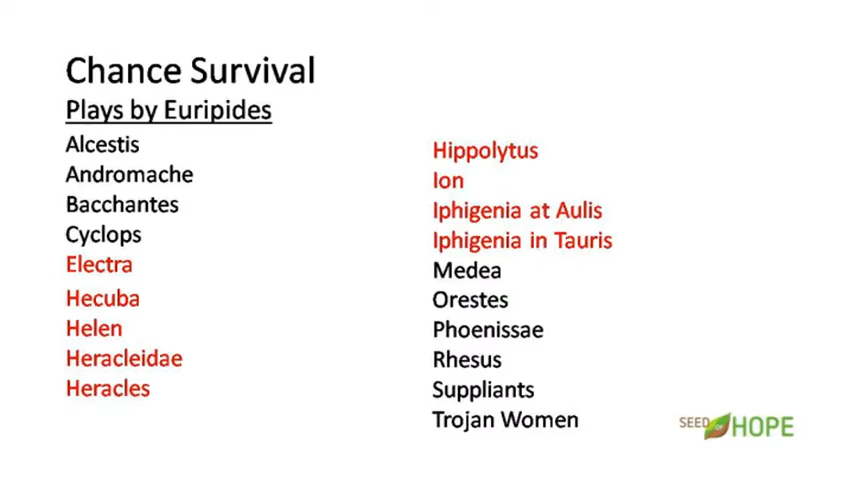 Chance Survival
Plays by Euripides
Alcestis
Andromache
Bacchantes
Cyclops
Electra
Hecuba
Helen
Heracleidae
Heracles
Hippolytus
Ion
Iphigenia at Aulis
Iphigenia in Tauris
Medea
Orestes
Phoenissae
Rhesus
Suppliants
Trojan Women
SEED OF HOPE